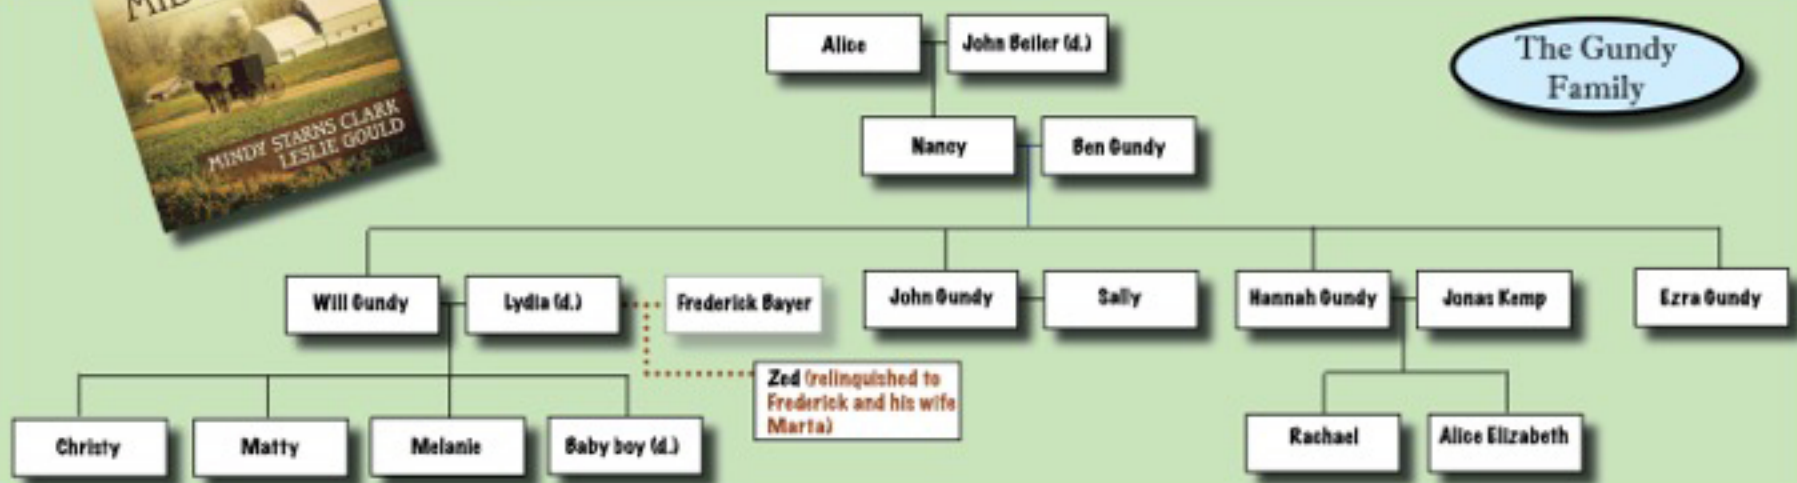 MINDY STARNS CLARK
LESLIE GOULD
The Gundy
Family
Alice
John Beiler (d.)
Nancy
Ben Gundy
Will Gundy
Lydia (d.)
Frederick Bayer
John Gundy
Sally
Hannah Gundy
Jonas Kemp
Ezra Gundy
Zed (relinquished to
Frederick and his wife
Marta)
Christy
Matty
Melanie
Baby boy (d.)
Rachael
Alice Elizabeth